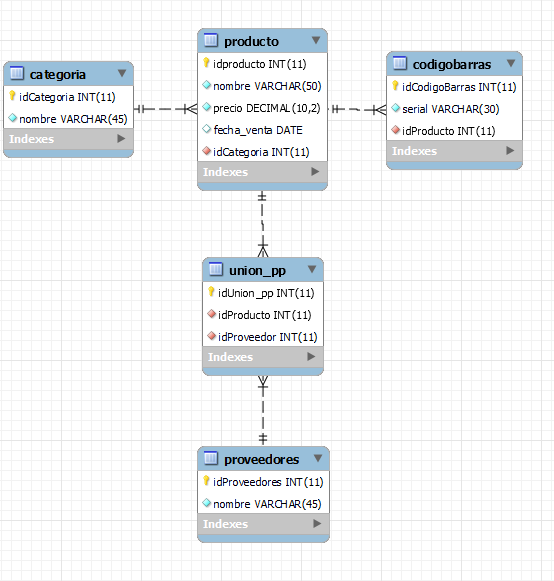 categoria
idCategoria INT(11)
nombre VARCHAR(45)
Indexes
producto
idproducto INT(11)
nombre VARCHAR(50)
precio DECIMAL(10,2)
fecha_venta DATE
idCategoria INT(11)
Indexes
codigobarras
idCodigoBarras INT(11)
serial VARCHAR(30)
idProducto INT(11)
Indexes
union_pp
idUnion_pp INT(11)
idProducto INT(11)
idProveedor INT(11)
Indexes
proveedores
idProveedores INT(11)
nombre VARCHAR(45)
Indexes